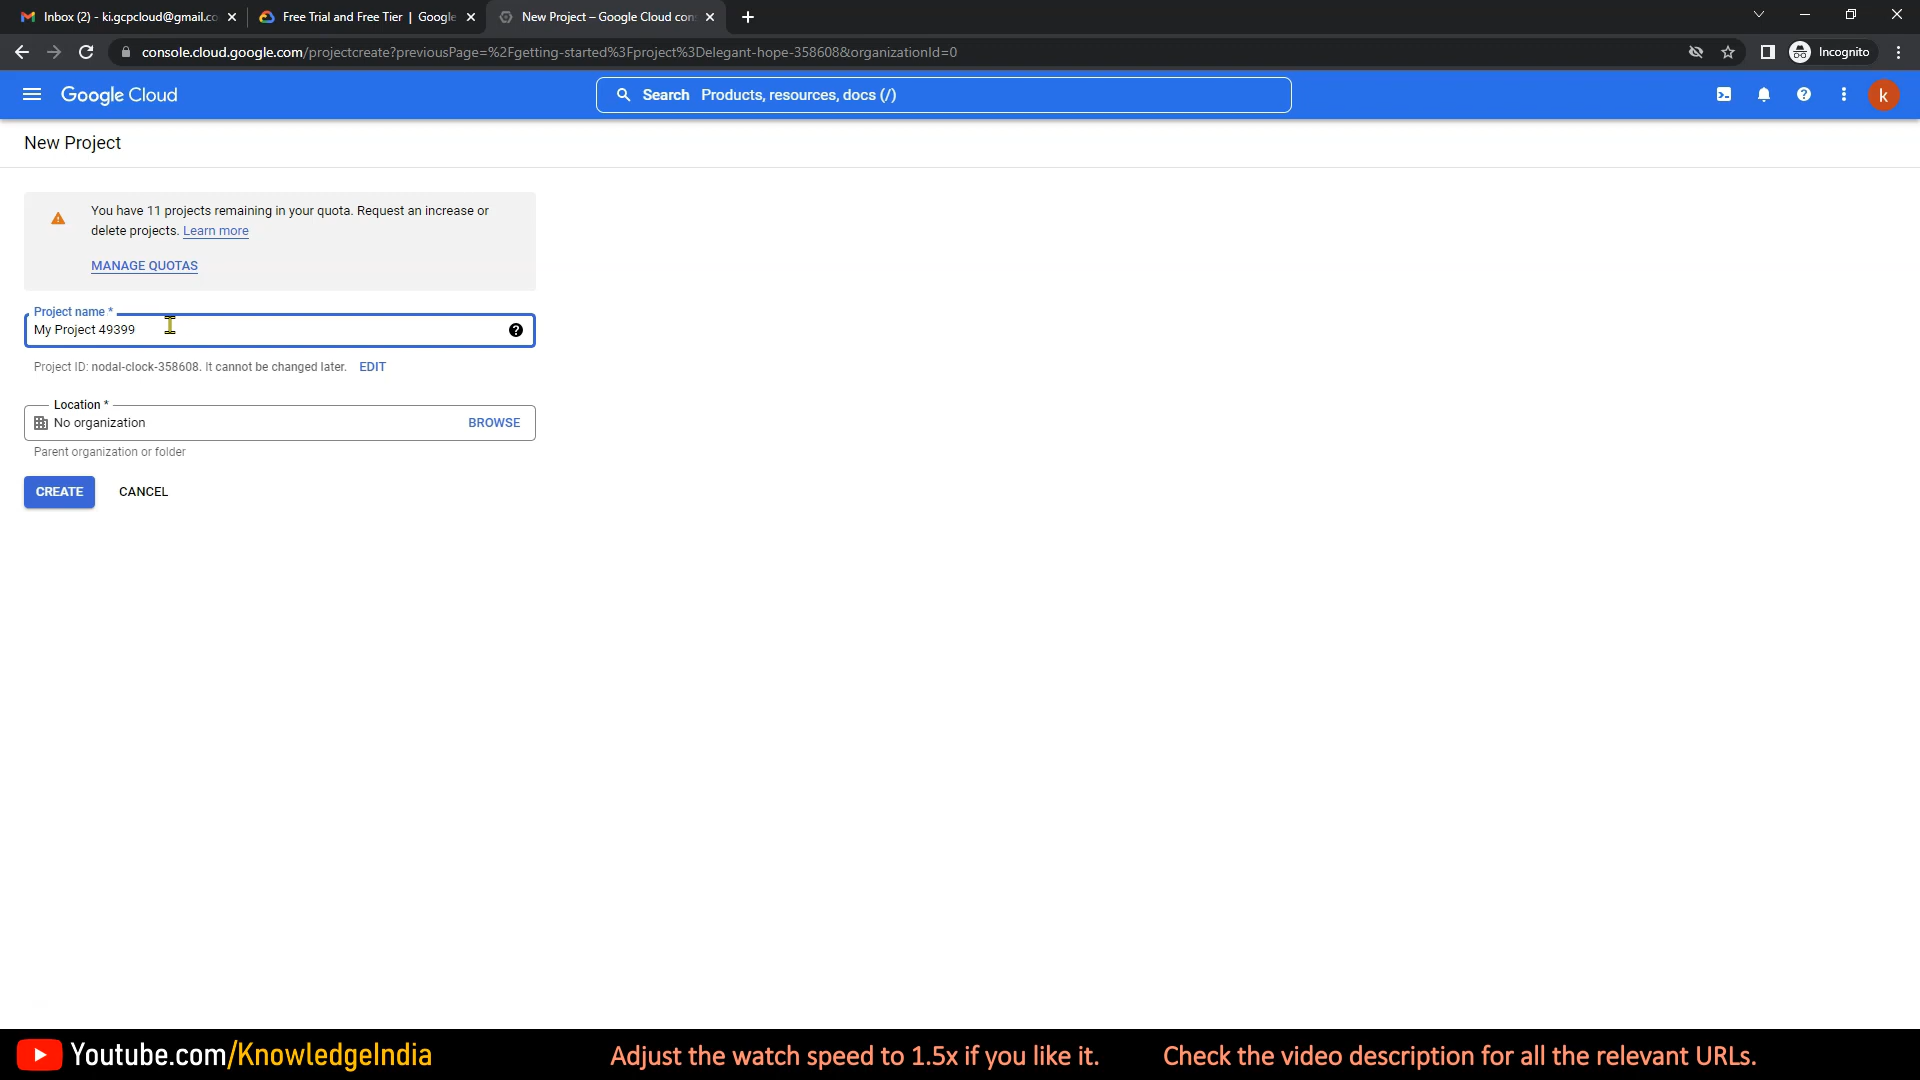 Inbox (2) - ki.gcpcloud@gmail.co
Free Trial and Free Tier | Google
New Project – Google Cloud con
console.cloud.google.com/projectcreate?previousPage=%2Fgetting-started%3Fproject%3Delegant-hope-358608&organizationId=0
Incognito
Google Cloud
Search Products, resources, docs (/)
k
New Project
You have 11 projects remaining in your quota. Request an increase or
delete projects. Learn more
MANAGE QUOTAS
Project name *
My Project 49399
Project ID: nodal-clock-358608. It cannot be changed later. EDIT
Location *
No organization BROWSE
Parent organization or folder
CREATE CANCEL
Youtube.com/KnowledgeIndia Adjust the watch speed to 1.5x if you like it. Check the video description for all the relevant URLs.